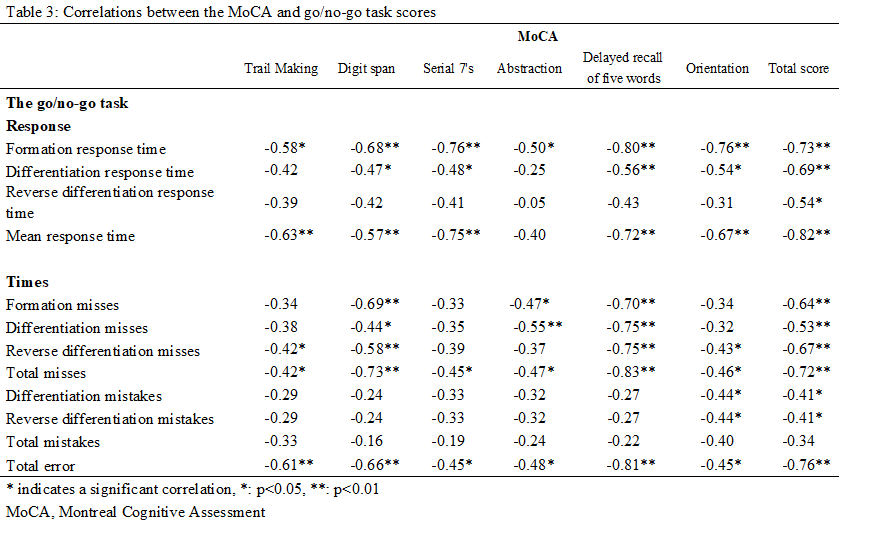 Table 3: Correlations between the MoCA and go/no-go task scores
MoCA
Trail Making Digit span Serial 7's Abstraction Delayed recall of five words Orientation Total score
The go/no-go task
Response
Formation response time -0.58* -0.68** -0.76** -0.50* -0.80** -0.76** -0.73**
Differentiation response time -0.42 -0.47* -0.48* -0.25 -0.56** -0.54* -0.69**
Reverse differentiation response time -0.39 -0.42 -0.41 -0.05 -0.43 -0.31 -0.54*
Mean response time -0.63** -0.57** -0.75** -0.40 -0.72** -0.67** -0.82**
Times
Formation misses -0.34 -0.69** -0.33 -0.47* -0.70** -0.34 -0.64**
Differentiation misses -0.38 -0.44* -0.35 -0.55** -0.75** -0.32 -0.53**
Reverse differentiation misses -0.42* -0.58** -0.39 -0.37 -0.75** -0.43* -0.67**
Total misses -0.42* -0.73** -0.45* -0.47* -0.83** -0.46* -0.72**
Differentiation mistakes -0.29 -0.24 -0.33 -0.32 -0.27 -0.44* -0.41*
Reverse differentiation mistakes -0.29 -0.24 -0.33 -0.32 -0.27 -0.44* -0.41*
Total mistakes -0.33 -0.16 -0.19 -0.24 -0.22 -0.40 -0.34
Total error -0.61** -0.66** -0.45* -0.48* -0.81** -0.45* -0.76**
* indicates a significant correlation, *: p<0.05, **: p<0.01
MoCA, Montreal Cognitive Assessment